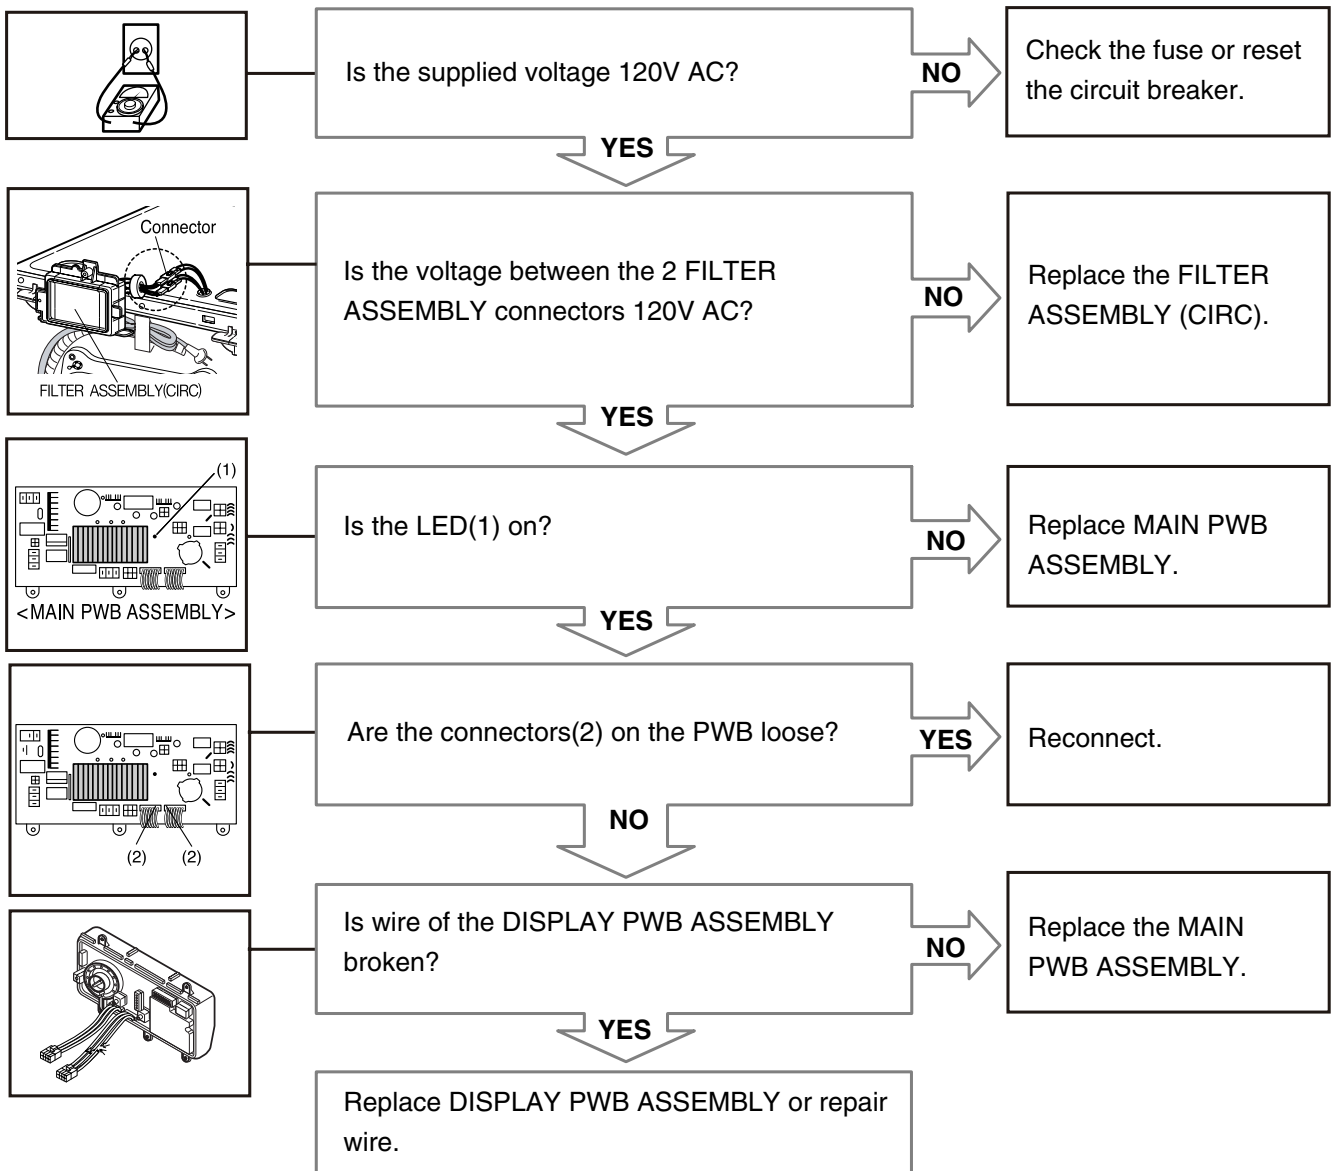 Is the supplied voltage 120V AC?
NO
Check the fuse or reset
the circuit breaker.
YES
Connector
FILTER ASSEMBLY(CIRC)
Is the voltage between the 2 FILTER
ASSEMBLY connectors 120V AC?
NO
Replace the FILTER
ASSEMBLY (CIRC).
YES
(1)
<MAIN PWB ASSEMBLY>
Is the LED(1) on?
NO
Replace MAIN PWB
ASSEMBLY.
YES
(2) (2)
Are the connectors(2) on the PWB loose?
YES
Reconnect.
NO
Is wire of the DISPLAY PWB ASSEMBLY
broken?
NO
Replace the MAIN
PWB ASSEMBLY.
YES
Replace DISPLAY PWB ASSEMBLY or repair
wire.